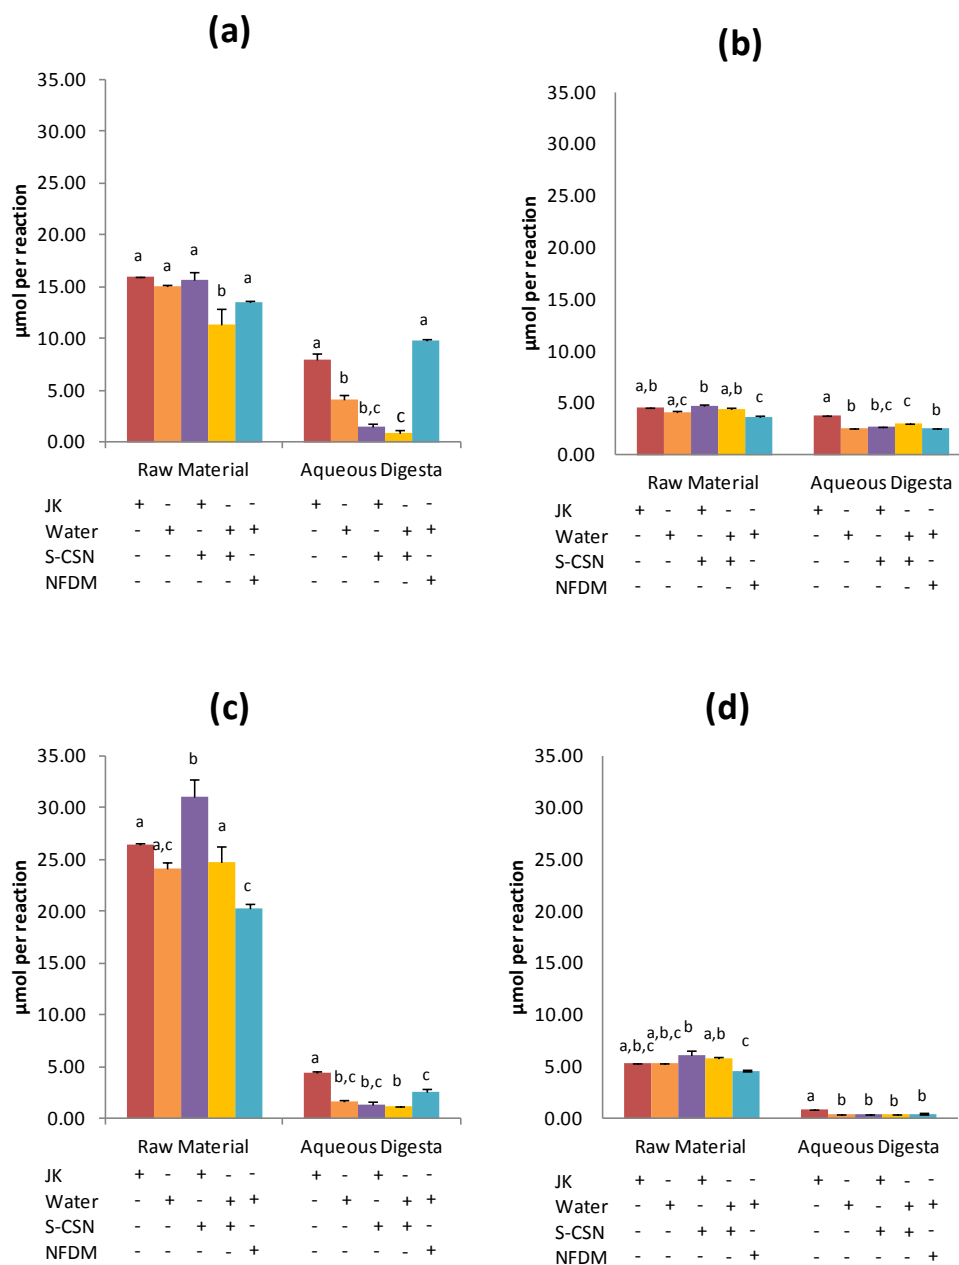 (a)
35.00
30.00
25.00
20.00
15.00
10.00
5.00
0.00
µmol per reaction
a a a b a
a b b,c c a
Raw Material Aqueous Digesta
JK + - + - - + - + - -
Water - + - + + - + - + +
S-CSN - - + + - - - + + -
NFDM - - - - + - - - - +
(b)
35.00
30.00
25.00
20.00
15.00
10.00
5.00
0.00
µmol per reaction
a,b a,c b a,b c
a b b,c c b
Raw Material Aqueous Digesta
JK + - + - - + - + - -
Water - + - + + - + - + +
S-CSN - - + + - - - + + -
NFDM - - - - + - - - - +
(c)
35.00
30.00
25.00
20.00
15.00
10.00
5.00
0.00
µmol per reaction
a a,c b a c
a b,c b,c b c
Raw Material Aqueous Digesta
JK + - + - - + - + - -
Water - + - + + - + - + +
S-CSN - - + + - - - + + -
NFDM - - - - + - - - - +
(d)
35.00
30.00
25.00
20.00
15.00
10.00
5.00
0.00
µmol per reaction
a,b,c a,b,c b a,b c
a b b b b
Raw Material Aqueous Digesta
JK + - + - - + - + - -
Water - + - + + - + - + +
S-CSN - - + + - - - + + -
NFDM - - - - + - - - - +